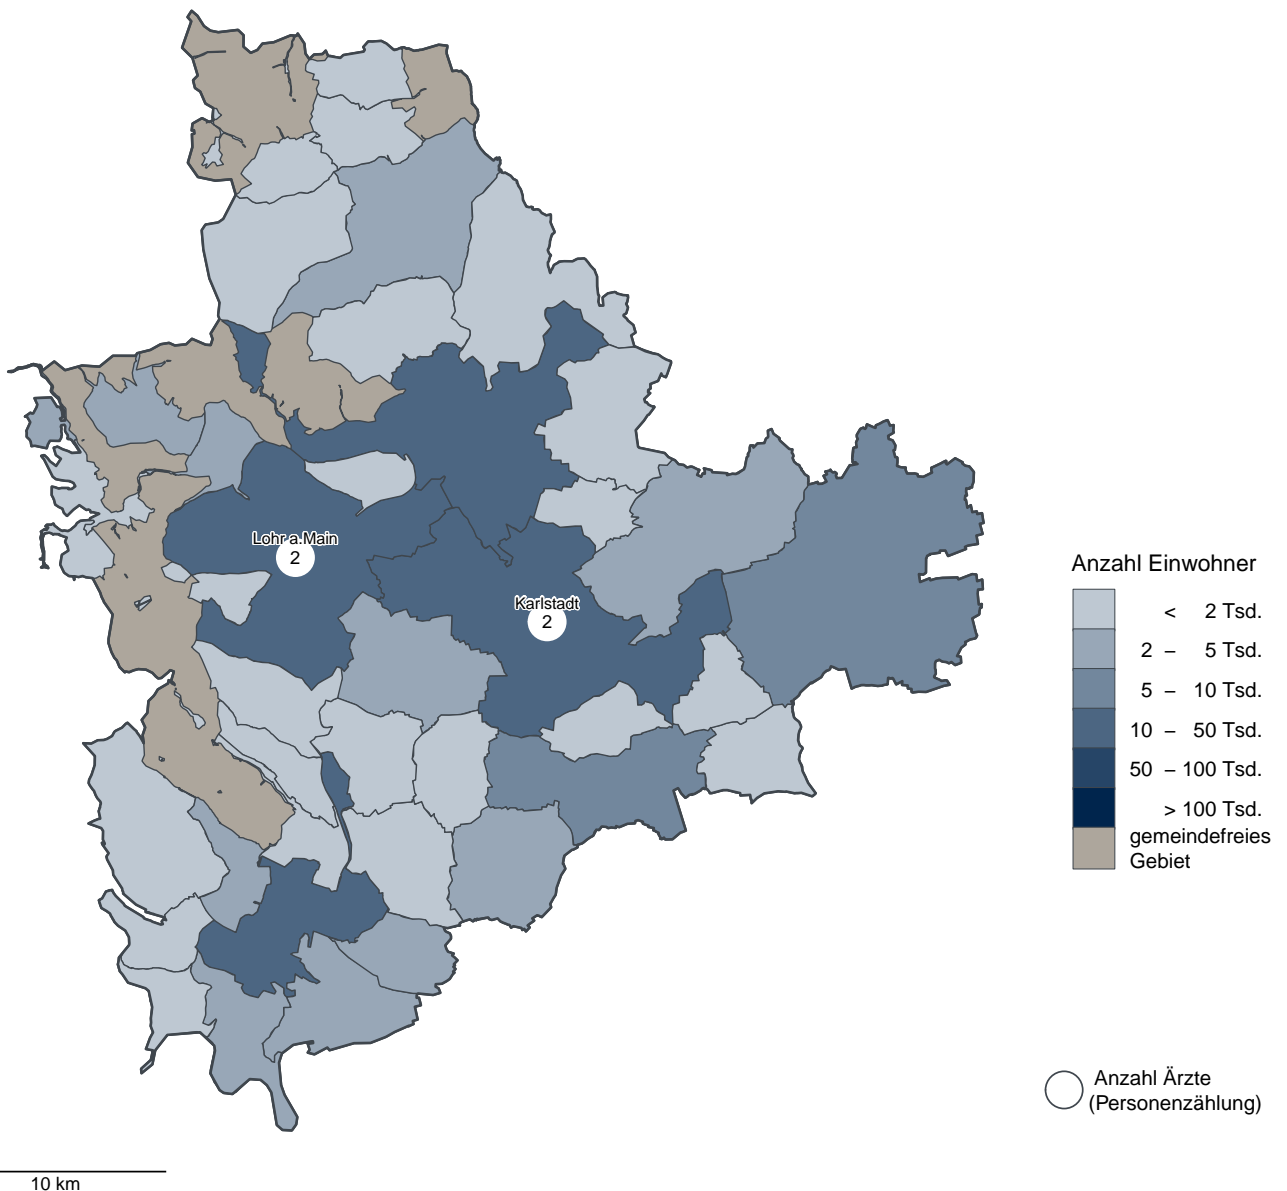 Lohr a.Main
2
Karlstadt
2
Anzahl Einwohner
< 2 Tsd.
2 – 5 Tsd.
5 – 10 Tsd.
10 – 50 Tsd.
50 – 100 Tsd.
> 100 Tsd.
gemeindefreies
Gebiet
Anzahl Ärzte
(Personenzählung)
10 km